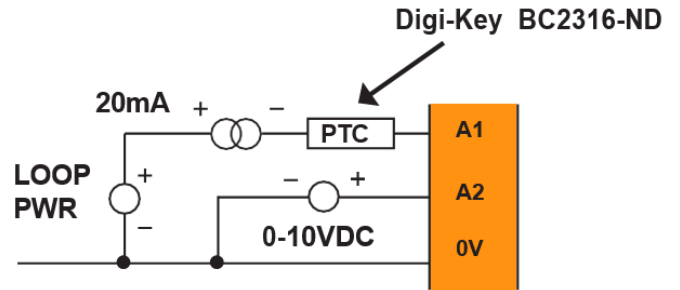 Digi-Key BC2316-ND
20mA + −
PTC
A1
LOOP
PWR
+
−
− +
A2
0-10VDC
0V